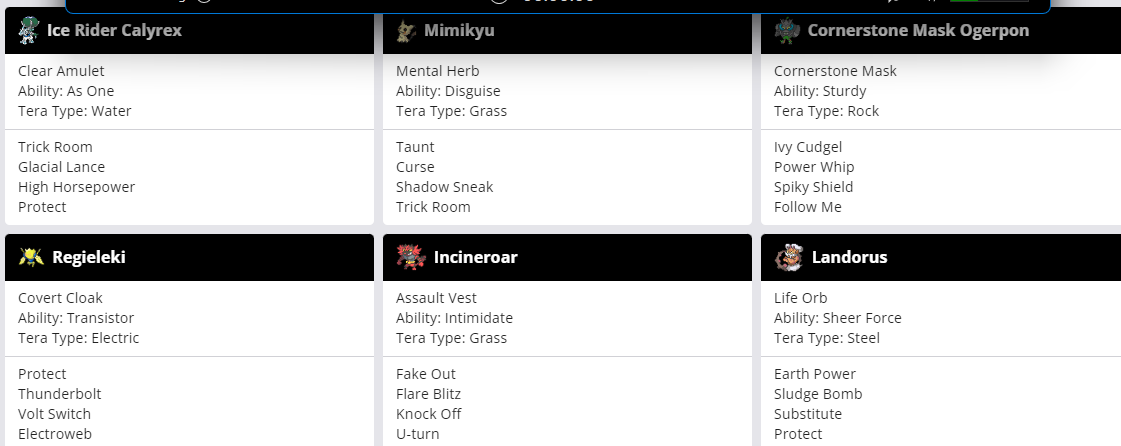 Ice Rider Calyrex
Clear Amulet
Ability: As One
Tera Type: Water
Trick Room
Glacial Lance
High Horsepower
Protect
Mimikyu
Mental Herb
Ability: Disguise
Tera Type: Grass
Taunt
Curse
Shadow Sneak
Trick Room
Cornerstone Mask Ogerpon
Cornerstone Mask
Ability: Sturdy
Tera Type: Rock
Ivy Cudgel
Power Whip
Spiky Shield
Follow Me
Regieleki
Covert Cloak
Ability: Transistor
Tera Type: Electric
Protect
Thunderbolt
Volt Switch
Electroweb
Incineroar
Assault Vest
Ability: Intimidate
Tera Type: Grass
Fake Out
Flare Blitz
Knock Off
U-turn
Landorus
Life Orb
Ability: Sheer Force
Tera Type: Steel
Earth Power
Sludge Bomb
Substitute
Protect